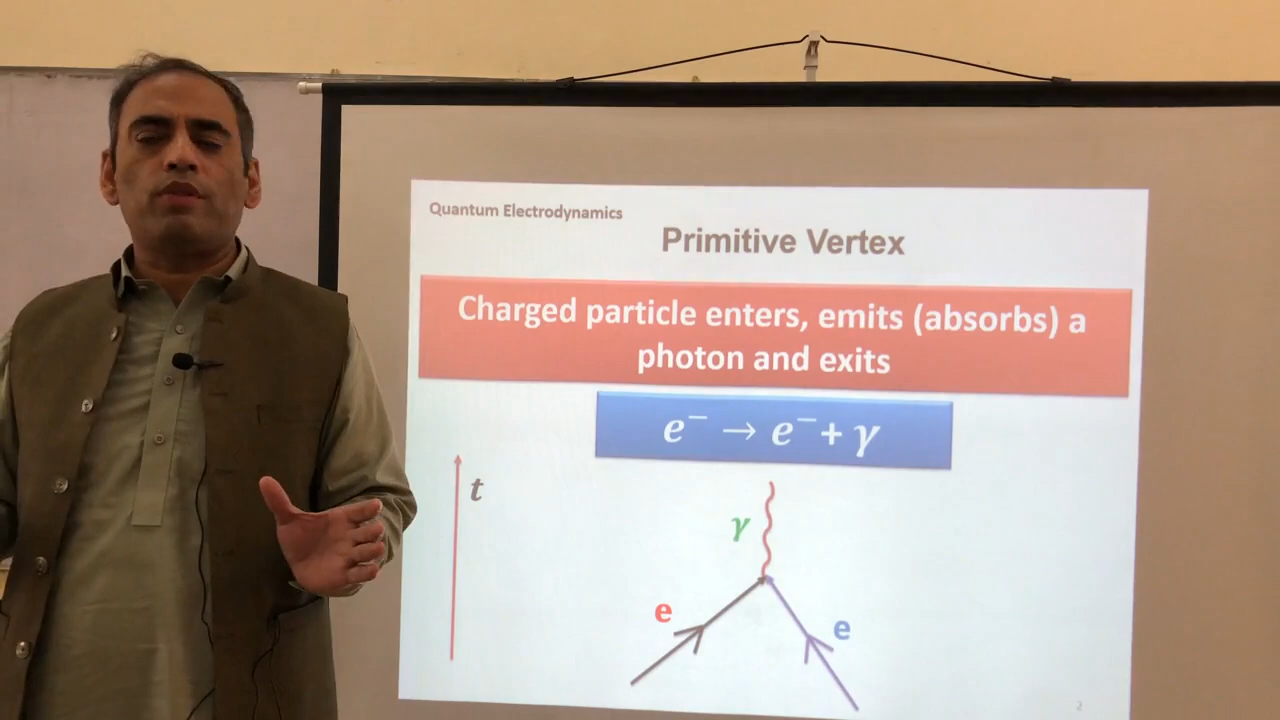 Quantum Electrodynamics
Primitive Vertex
Charged particle enters, emits (absorbs) a
photon and exits
e⁻ → e⁻ + γ
t
γ
e
e
2